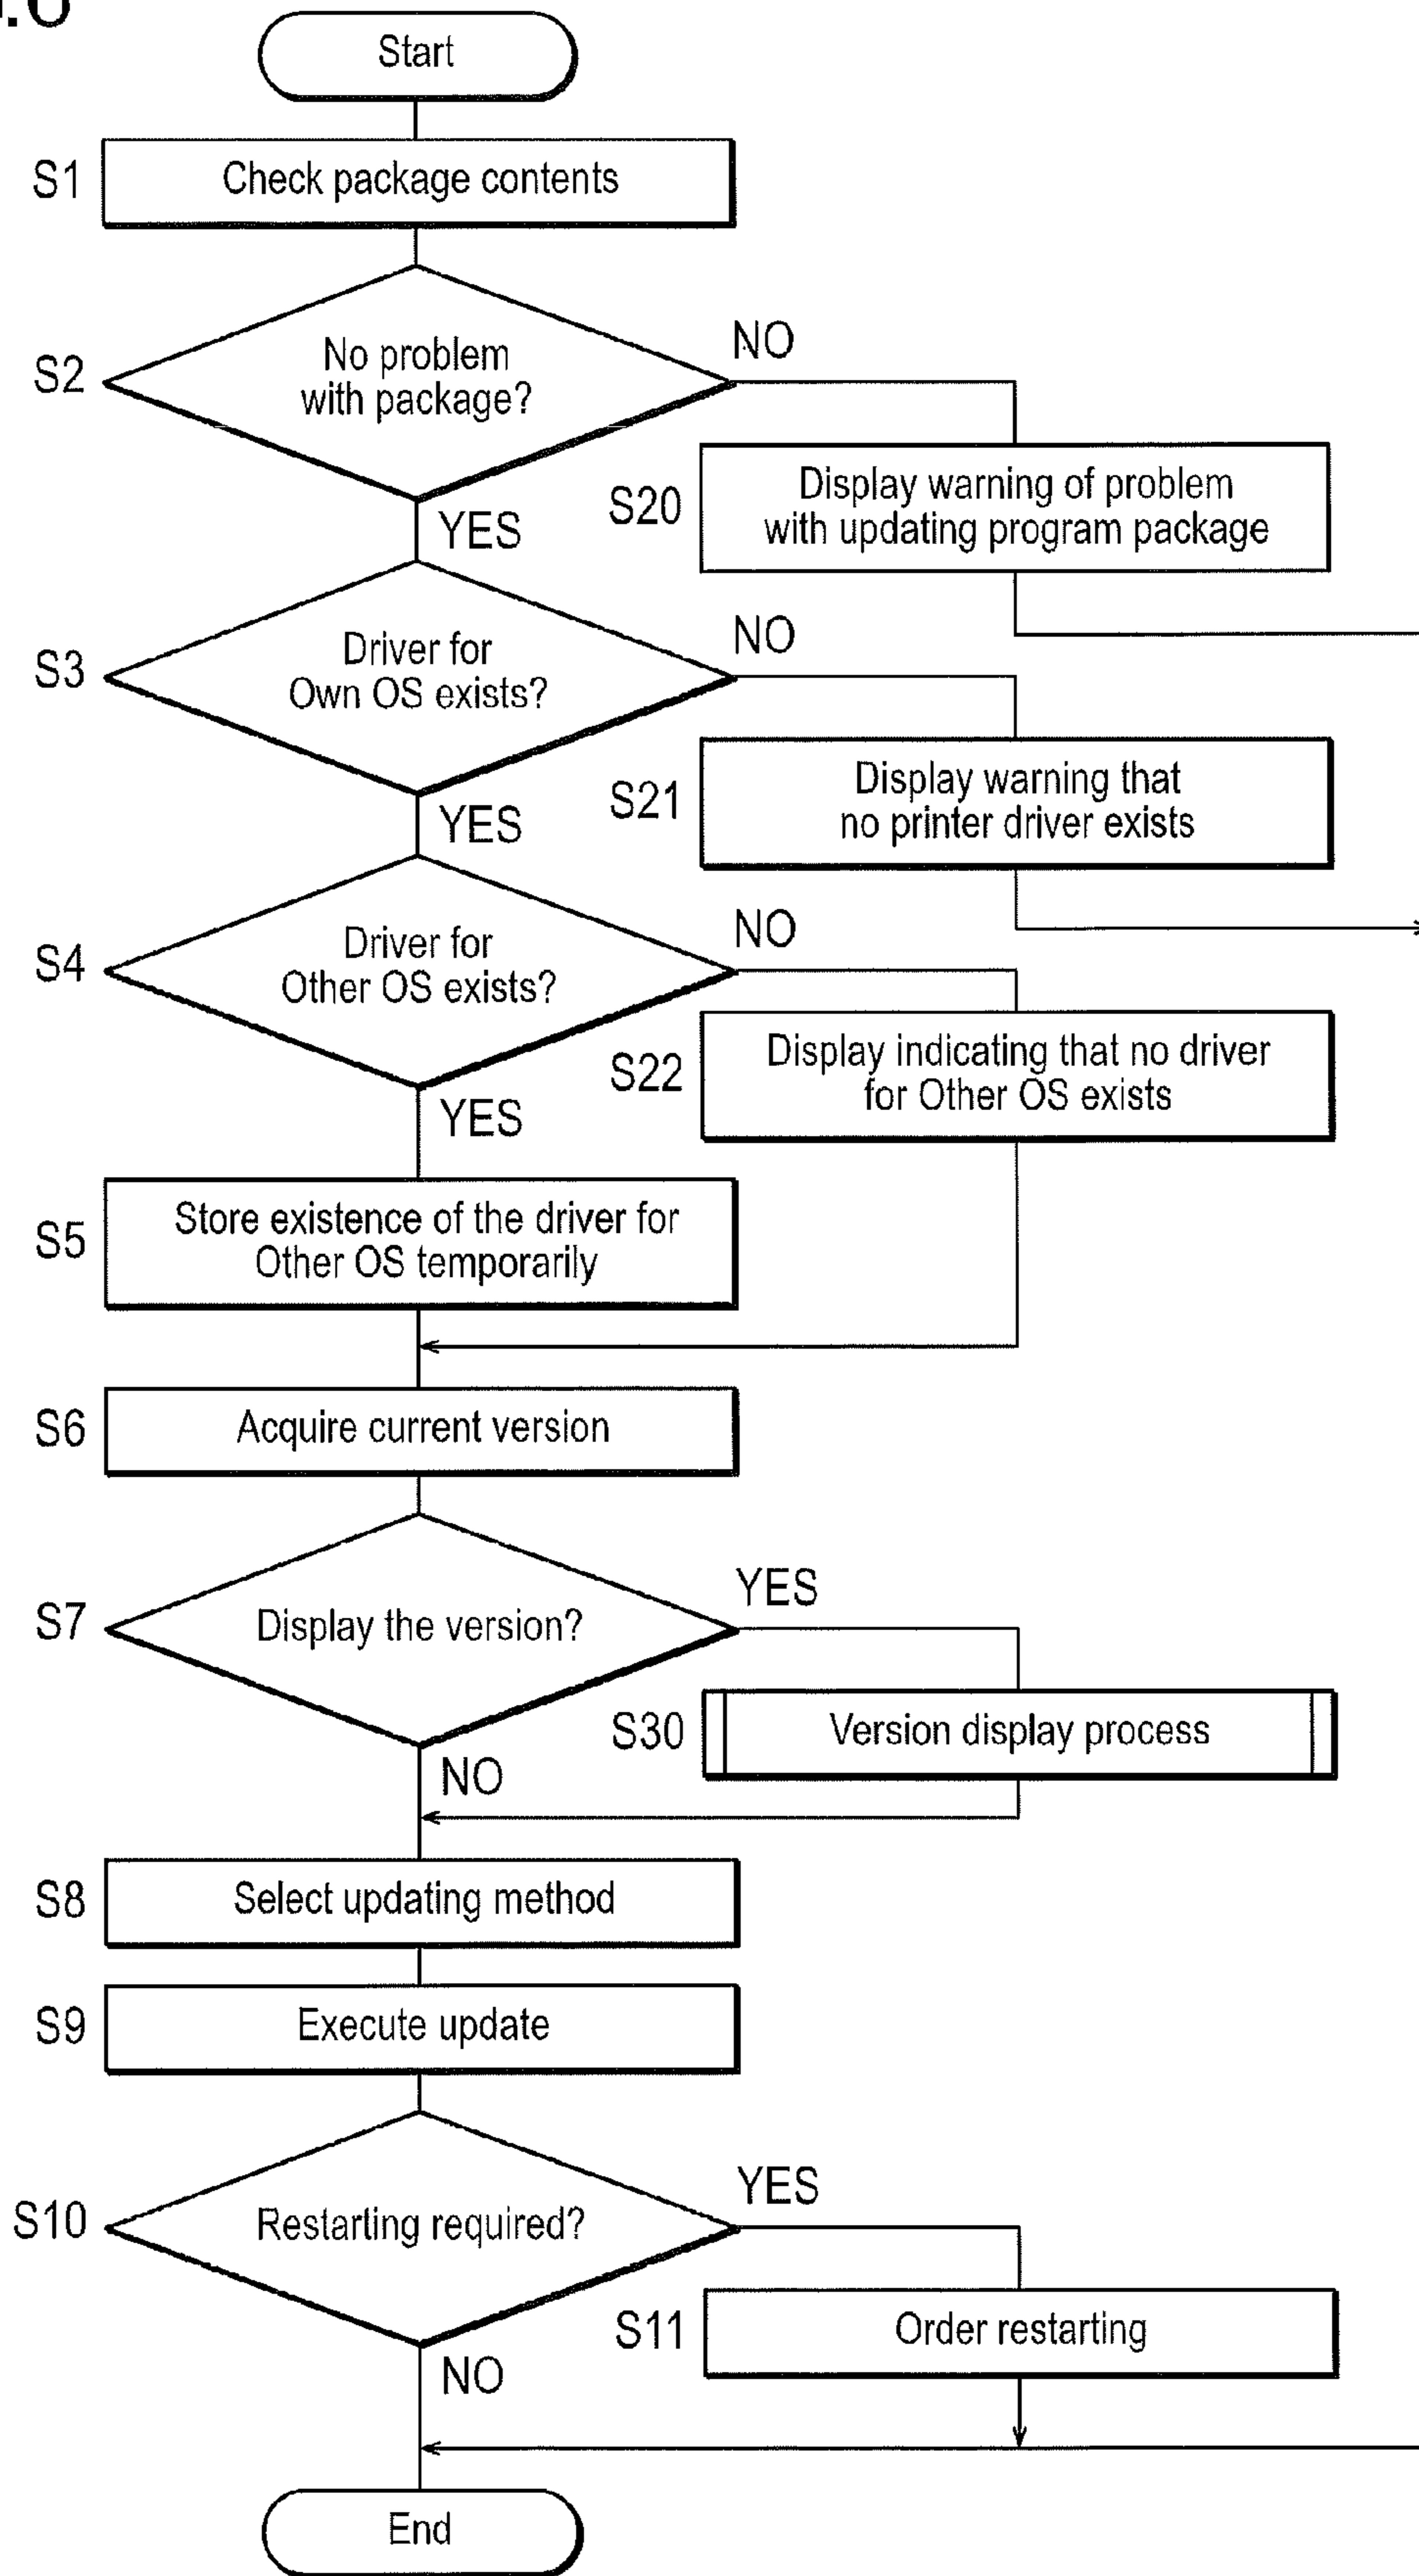 Start
S1
Check package contents
S2
No problem
with package?
NO
YES
S20
Display warning of problem
with updating program package
S3
Driver for
Own OS exists?
NO
YES
S21
Display warning that
no printer driver exists
S4
Driver for
Other OS exists?
NO
YES
S22
Display indicating that no driver
for Other OS exists
S5
Store existence of the driver for
Other OS temporarily
S6
Acquire current version
S7
Display the version?
YES
NO
S30
Version display process
S8
Select updating method
S9
Execute update
S10
Restarting required?
YES
NO
S11
Order restarting
End